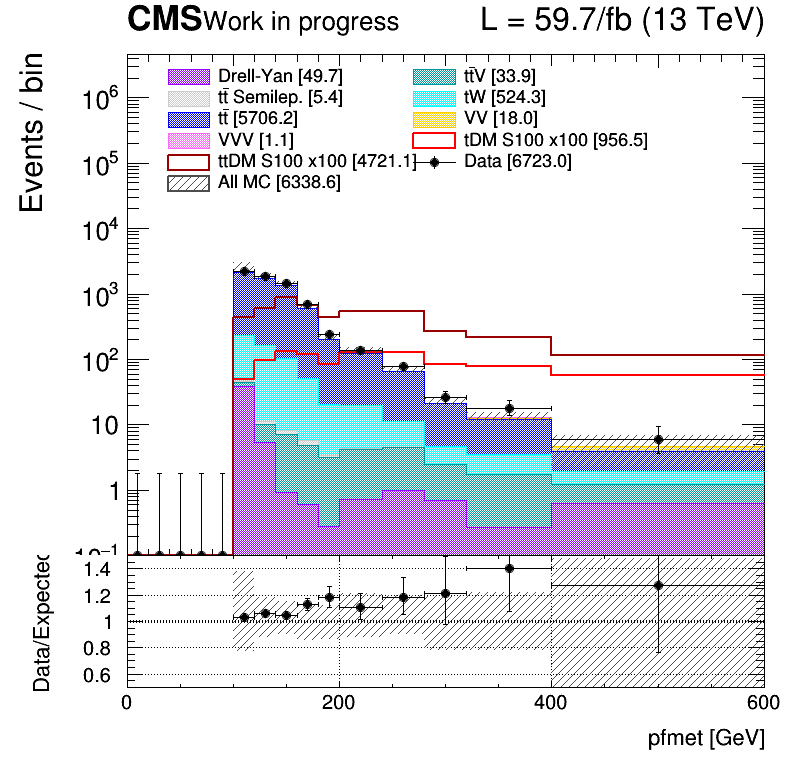 CMS Work in progress L = 59.7/fb (13 TeV)
Events / bin
Drell-Yan [49.7] tt̄V [33.9]
tt̄ Semilep. [5.4] tW [524.3]
tt̄ [5706.2] VV [18.0]
VVV [1.1] tDM S100 x100 [956.5]
ttDM S100 x100 [4721.1] Data [6723.0]
All MC [6338.6]
10⁶
10⁵
10⁴
10³
10²
10
1
10⁻¹
Data/Expected
1.4
1.2
1
0.8
0.6
0 200 400 600
pfmet [GeV]